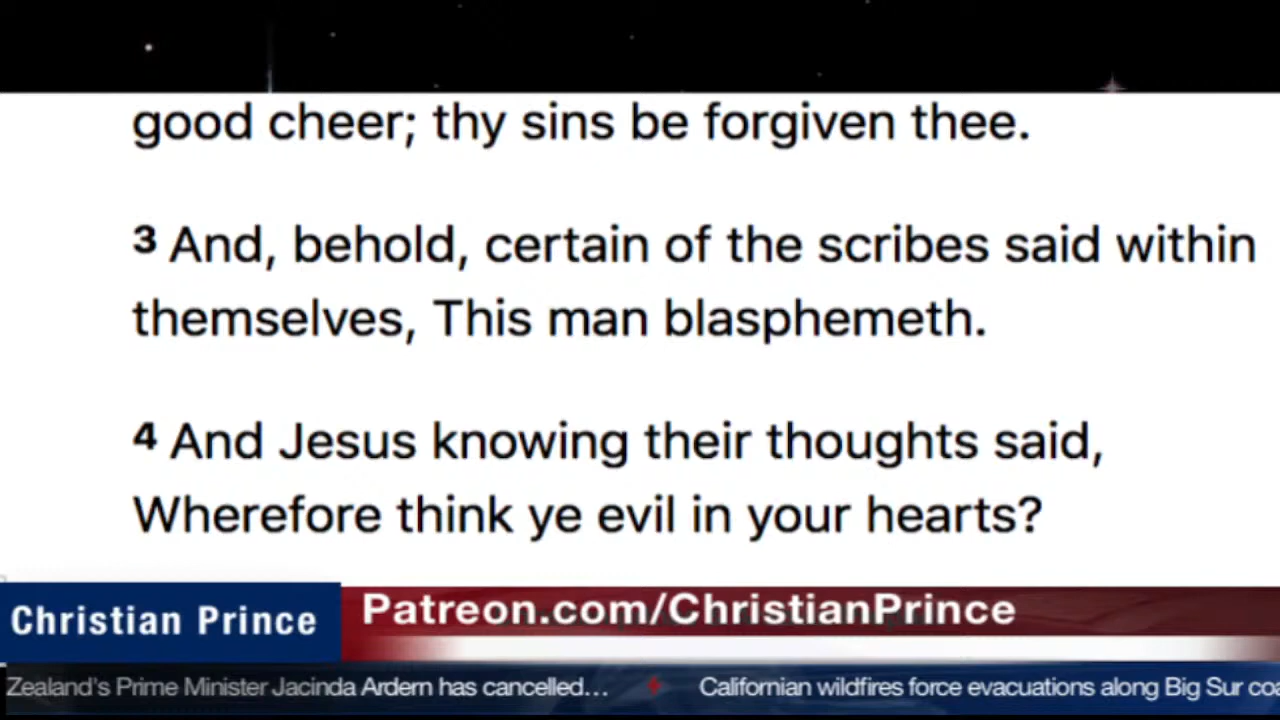 good cheer; thy sins be forgiven thee.
3 And, behold, certain of the scribes said within
themselves, This man blasphemeth.
4 And Jesus knowing their thoughts said,
Wherefore think ye evil in your hearts?
Christian Prince
Patreon.com/ChristianPrince
Zealand's Prime Minister Jacinda Ardern has cancelled...
Californian wildfires force evacuations along Big Sur coa